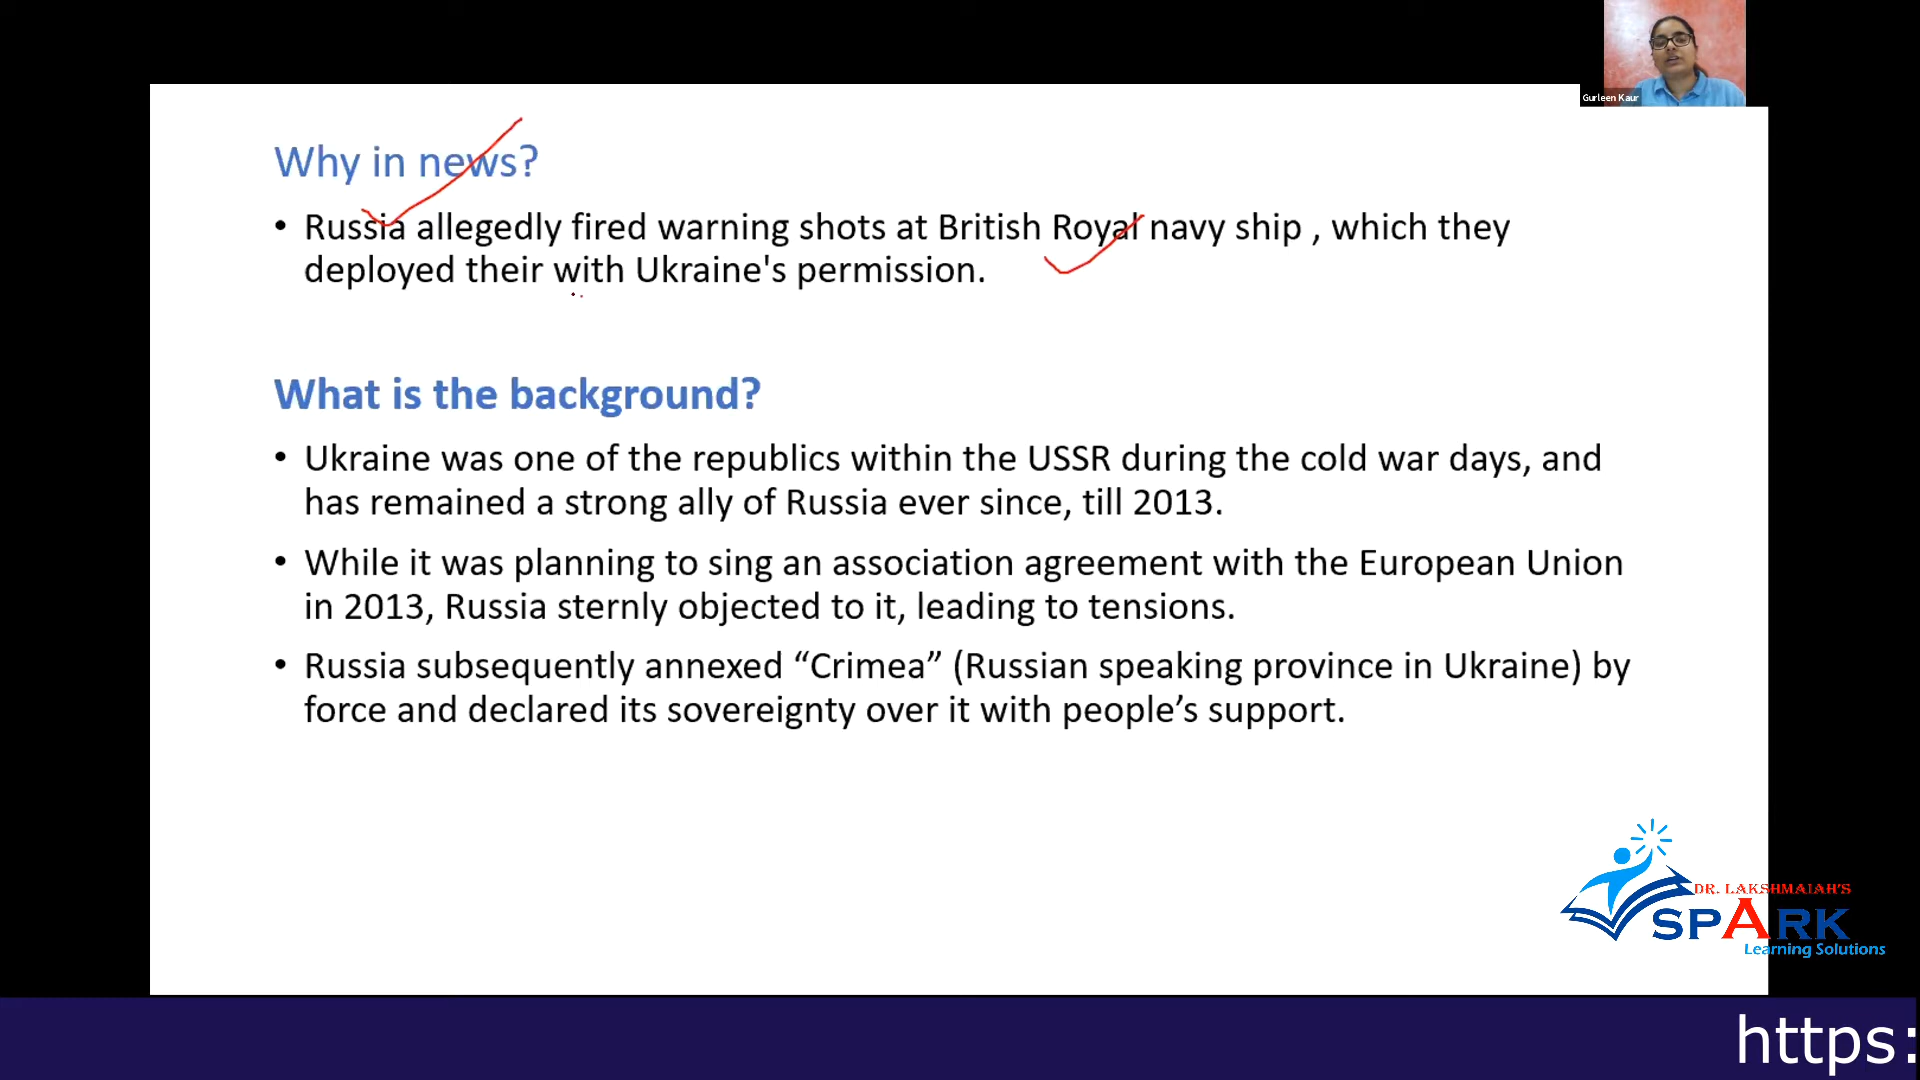 Gurleen Kaur
Why in news?
• Russia allegedly fired warning shots at British Royal navy ship , which they
deployed their with Ukraine's permission.
What is the background?
• Ukraine was one of the republics within the USSR during the cold war days, and
has remained a strong ally of Russia ever since, till 2013.
• While it was planning to sing an association agreement with the European Union
in 2013, Russia sternly objected to it, leading to tensions.
• Russia subsequently annexed “Crimea” (Russian speaking province in Ukraine) by
force and declared its sovereignty over it with people’s support.
DR. LAKSHMAIAH'S
SPARK
Learning Solutions
https: